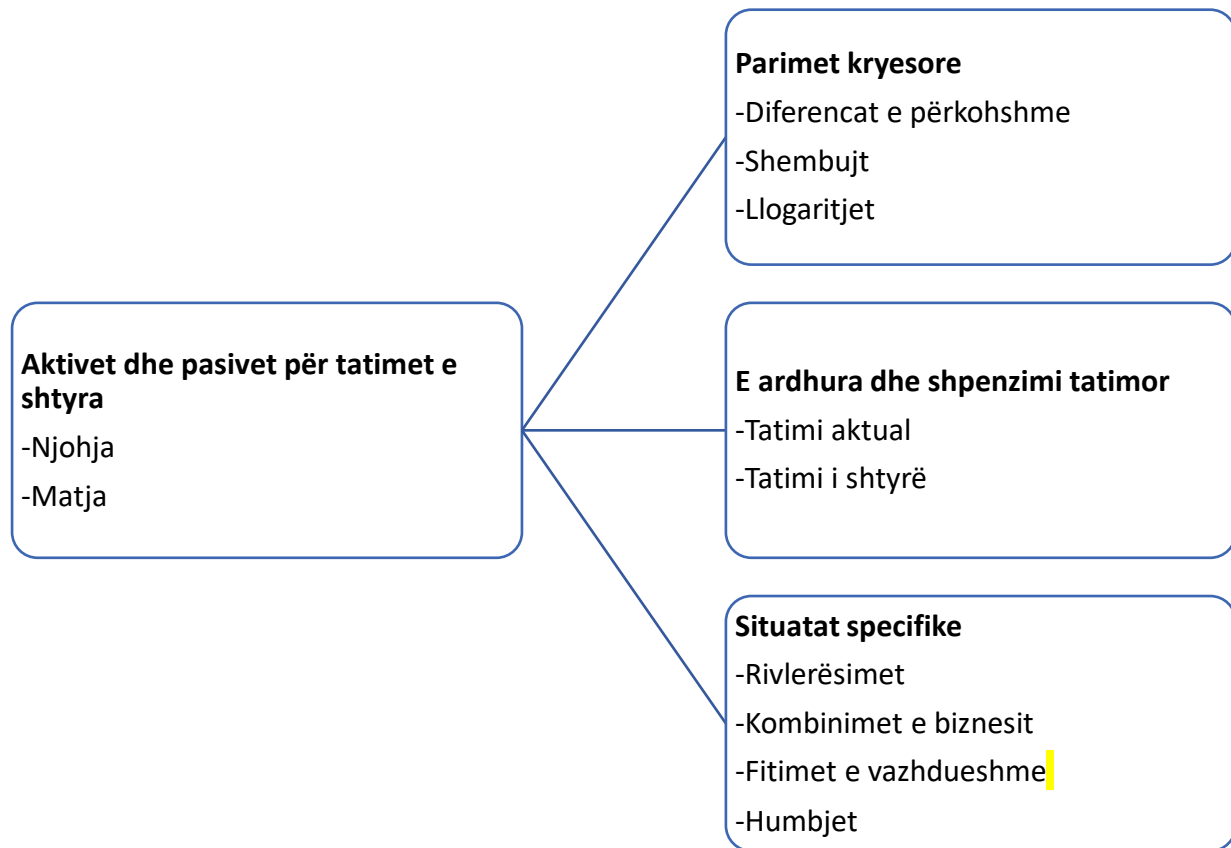 Aktivet dhe pasivet për tatimet e
shtyra
-Njohja
-Matja
Parimet kryesore
-Diferencat e përkohshme
-Shembujt
-Llogaritjet
E ardhura dhe shpenzimi tatimor
-Tatimi aktual
-Tatimi i shtyrë
Situatat specifike
-Rivlerësimet
-Kombinimet e biznesit
-Fitimet e vazhdueshme
-Humbjet